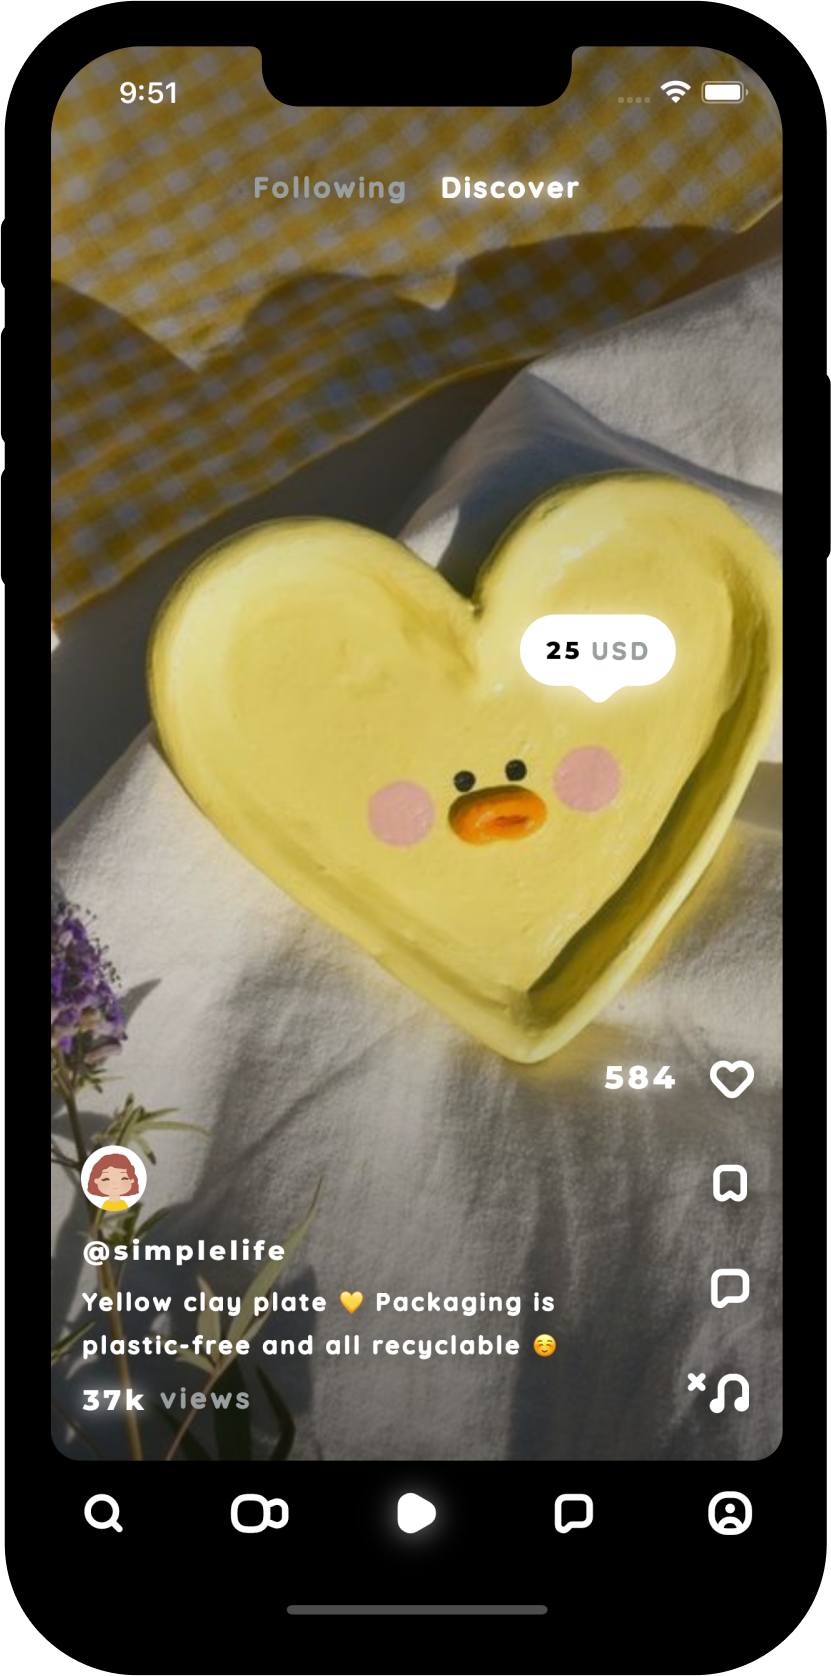 9:51
Following Discover
25 USD
584
@simplelife
Yellow clay plate 💛 Packaging is
plastic-free and all recyclable ☺️
37k views